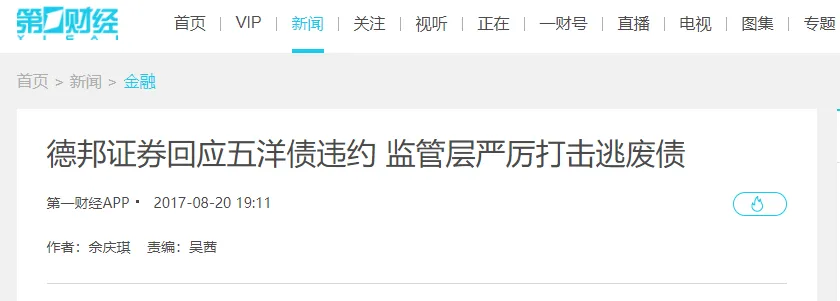 第一财经 首页 | VIP | 新闻 | 关注 | 视听 | 正在 | 一财号 | 直播 | 电视 | 图集 | 专题
YICAI
首页 > 新闻 > 金融
德邦证券回应五洋债违约 监管层严厉打击逃废债
第一财经APP • 2017-08-20 19:11
作者：余庆琪 责编：吴茜